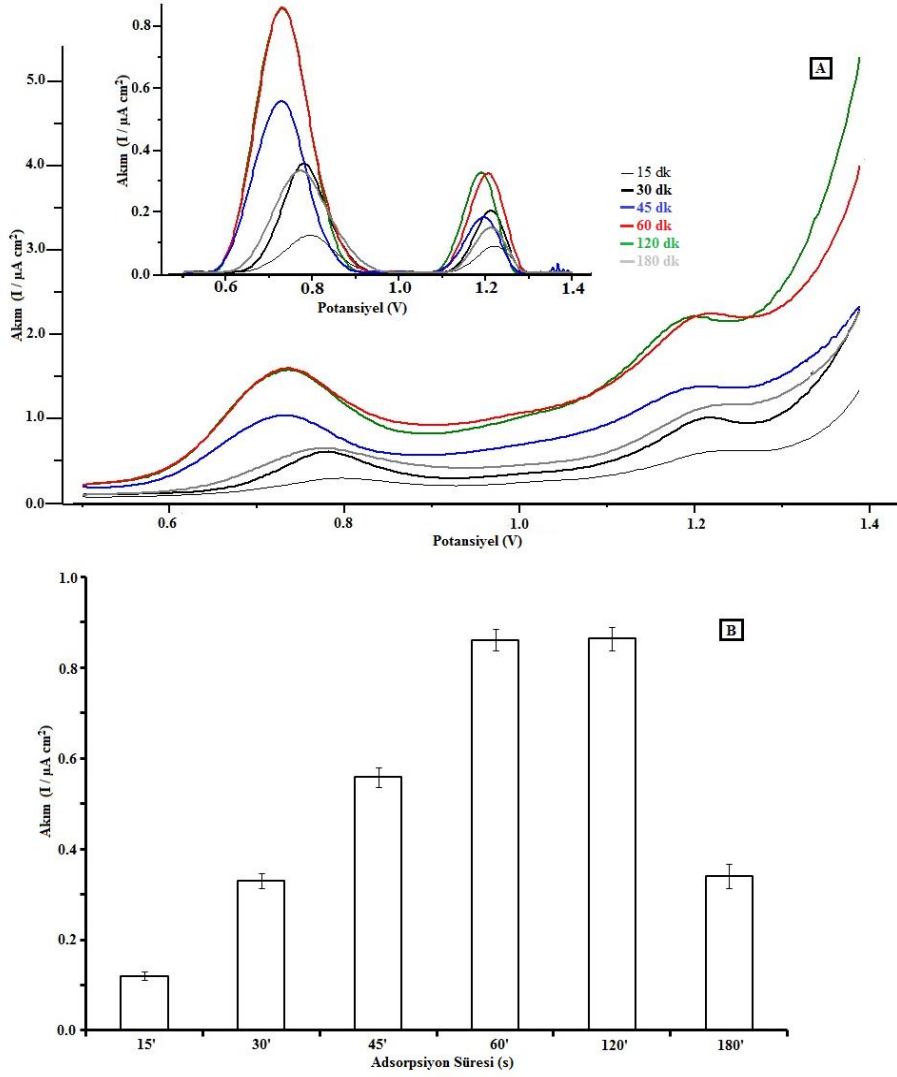 A
Akım (I / µA cm²)
5.0
4.0
3.0
2.0
1.0
0.0
0.6
0.8
1.0
1.2
1.4
Potansiyel (V)
Akım (I / µA cm²)
0.8
0.6
0.4
0.2
0.0
0.6
0.8
1.0
1.2
1.4
Potansiyel (V)
15 dk
30 dk
45 dk
60 dk
120 dk
180 dk
B
Akım (I / µA cm²)
1.0
0.8
0.6
0.4
0.2
0.0
15'
30'
45'
60'
120'
180'
Adsorpsiyon Süresi (s)